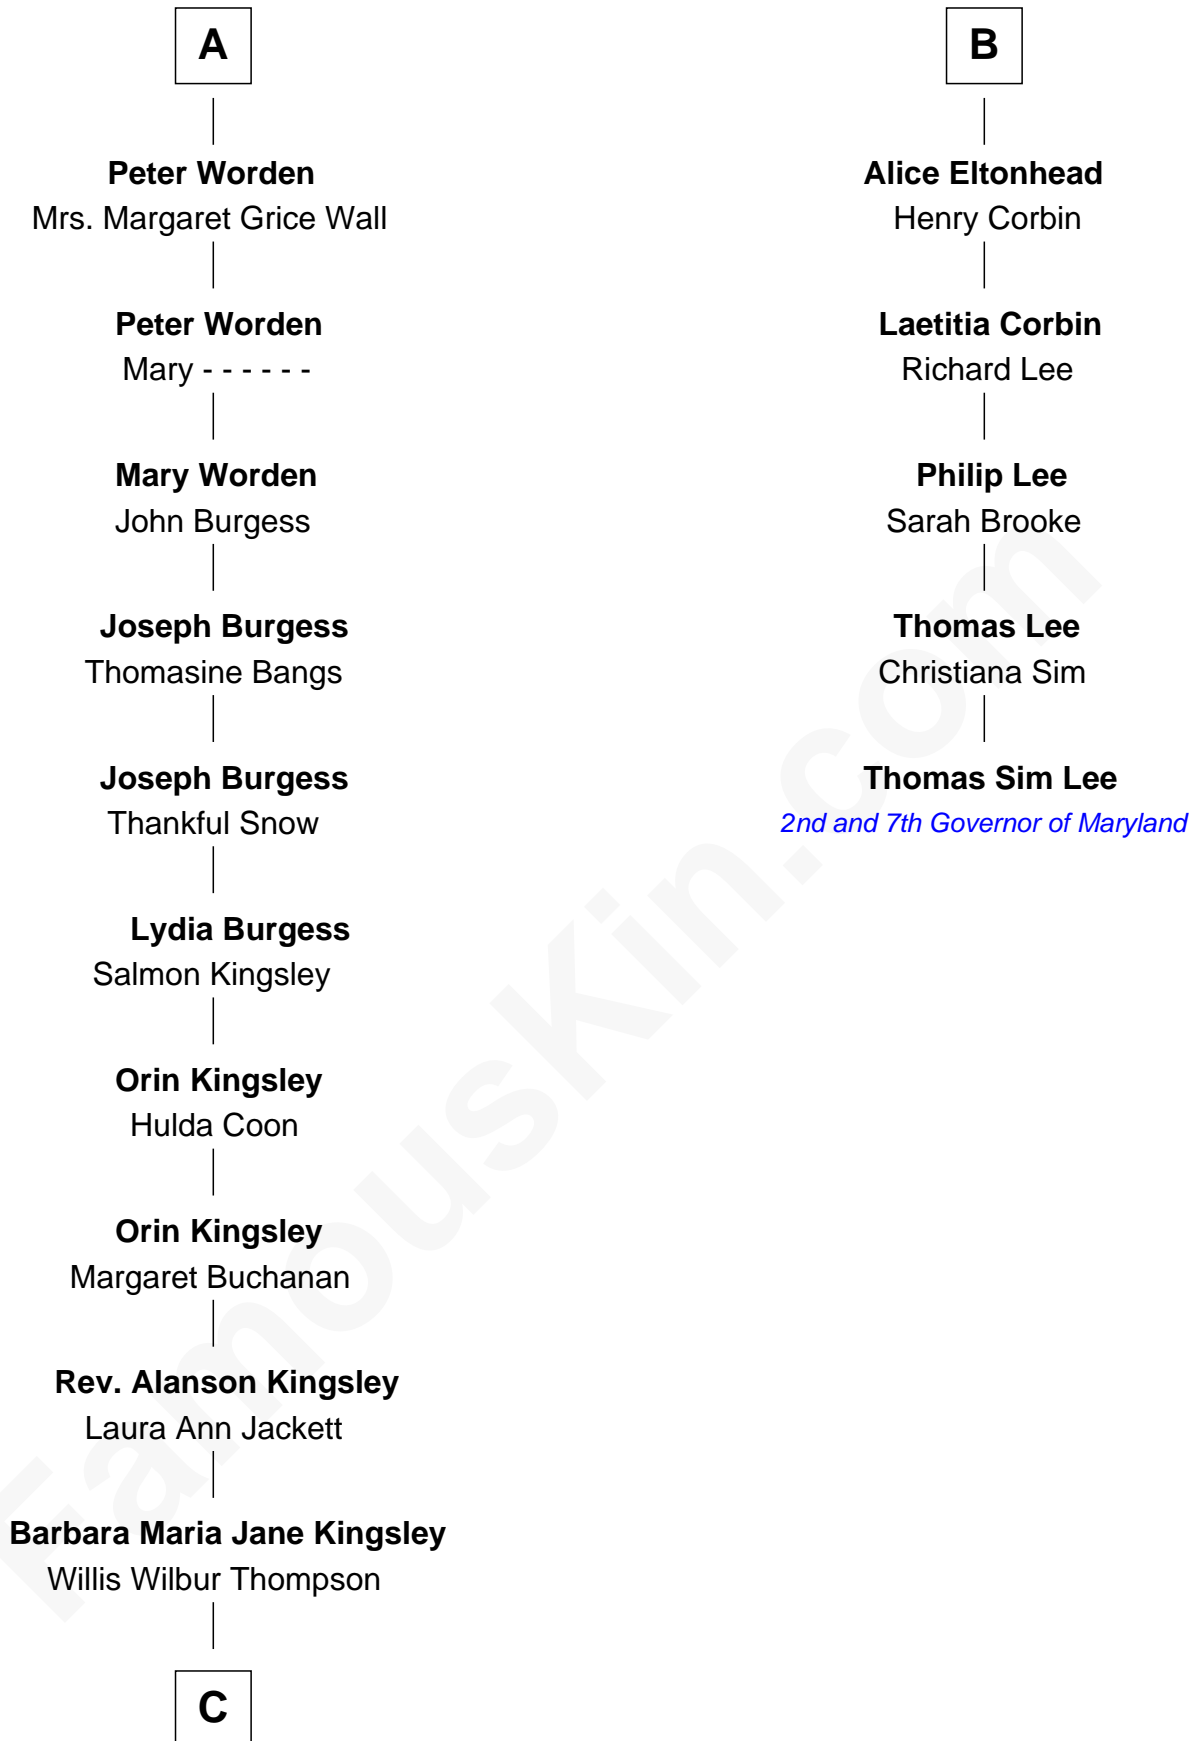 A
Peter Worden
Mrs. Margaret Grice Wall
Peter Worden
Mary - - - - - -
Mary Worden
John Burgess
Joseph Burgess
Thomasine Bangs
Joseph Burgess
Thankful Snow
Lydia Burgess
Salmon Kingsley
Orin Kingsley
Hulda Coon
Orin Kingsley
Margaret Buchanan
Rev. Alanson Kingsley
Laura Ann Jackett
Barbara Maria Jane Kingsley
Willis Wilbur Thompson
C
B
Alice Eltonhead
Henry Corbin
Laetitia Corbin
Richard Lee
Philip Lee
Sarah Brooke
Thomas Lee
Christiana Sim
Thomas Sim Lee
2nd and 7th Governor of Maryland
FamousKin.com